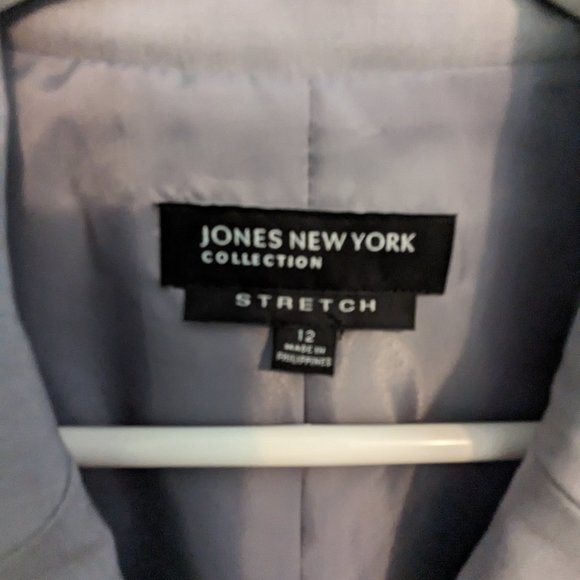 JONES NEW YORK
COLLECTION
STRETCH
12
MADE IN
PHILIPPINES